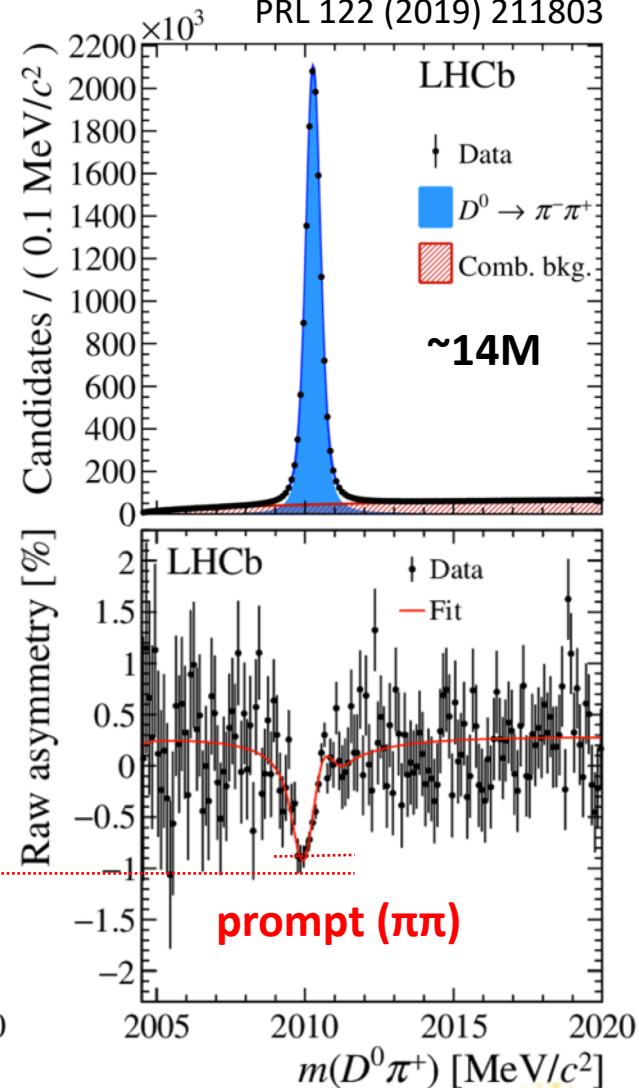 PRL 122 (2019) 211803
×10³
Candidates / ( 0.1 MeV/c² )
2200
2000
1800
1600
1400
1200
1000
800
600
400
200
0
LHCb
Data
D⁰ → π⁻π⁺
Comb. bkg.
~14M
Raw asymmetry [%]
2
1.5
1
0.5
0
−0.5
−1
−1.5
−2
LHCb
Data
Fit
prompt (ππ)
0
2005 2010 2015 2020
m(D⁰π⁺) [MeV/c²]